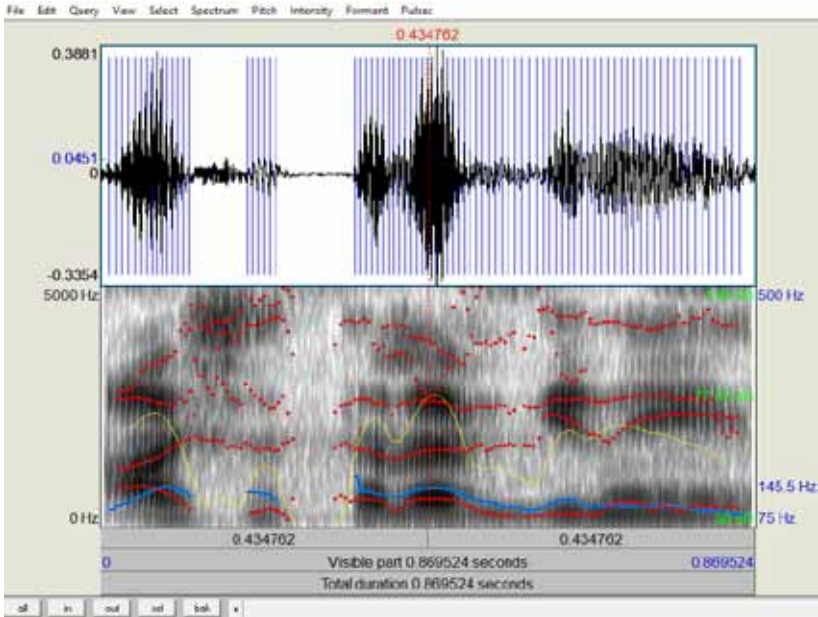 File Edit Query View Select Spectrum Pitch Intensity Formant Pulses
0.434762
0.3881
0.0451
0
-0.3354
5000 Hz 500 Hz
145.5 Hz
0 Hz 75 Hz
0.434762 0.434762
0 Visible part 0.869524 seconds 0.869524
Total duration 0.869524 seconds
all in out sel bak